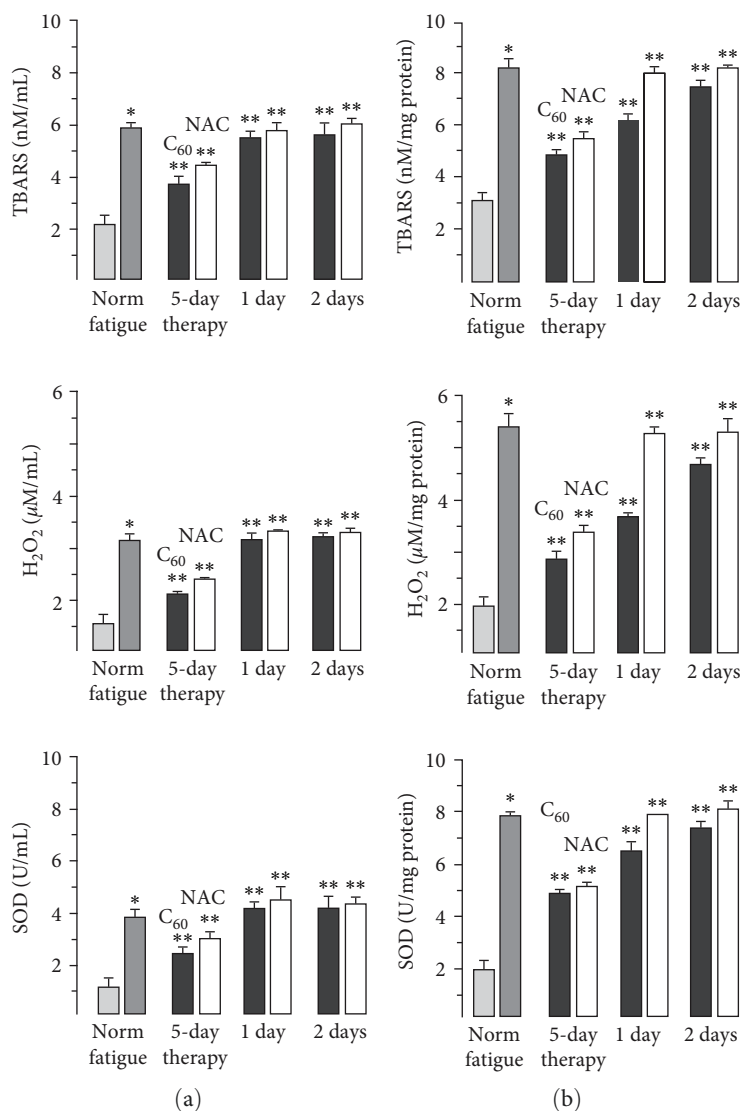 TBARS (nM/mL)
10
8
6
4
2
*
C60
**
NAC
**
**
**
**
**
Norm
fatigue
5-day
therapy
1 day
2 days
TBARS (nM/mg protein)
10
8
6
4
2
*
C60
**
NAC
**
**
**
**
**
Norm
fatigue
5-day
therapy
1 day
2 days
H2O2 (μM/mL)
6
4
2
*
C60
**
NAC
**
**
**
**
**
Norm
fatigue
5-day
therapy
1 day
2 days
H2O2 (μM/mg protein)
6
4
2
*
C60
**
NAC
**
**
**
**
**
Norm
fatigue
5-day
therapy
1 day
2 days
SOD (U/mL)
10
8
6
4
2
*
C60
**
NAC
**
**
**
**
**
Norm
fatigue
5-day
therapy
1 day
2 days
SOD (U/mg protein)
10
8
6
4
2
*
C60
**
NAC
**
**
**
**
**
Norm
fatigue
5-day
therapy
1 day
2 days
(a)
(b)